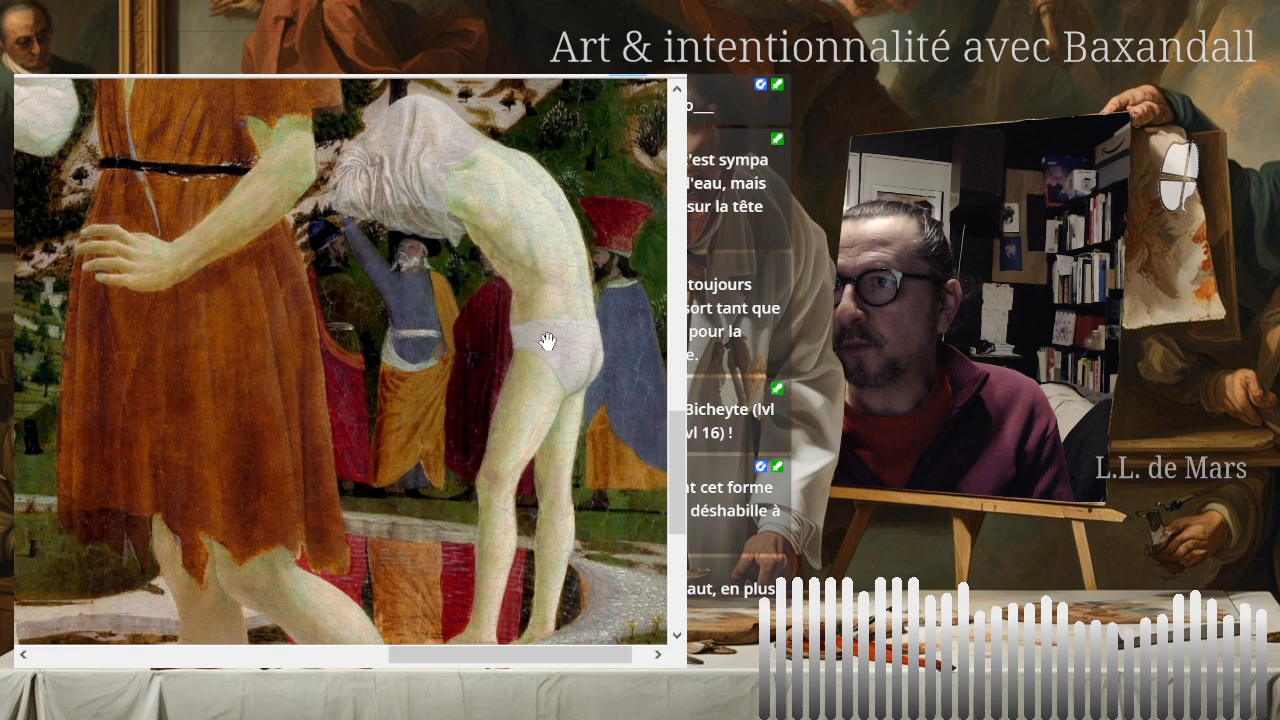 Art & intentionnalité avec Baxandall
o__
'est sympa
l'eau, mais
sur la tête
toujours
sort tant que
pour la
e.
Bicheyte (lvl
vl 16) !
t cet forme
déshabille à
aut, en plus
L.L. de Mars